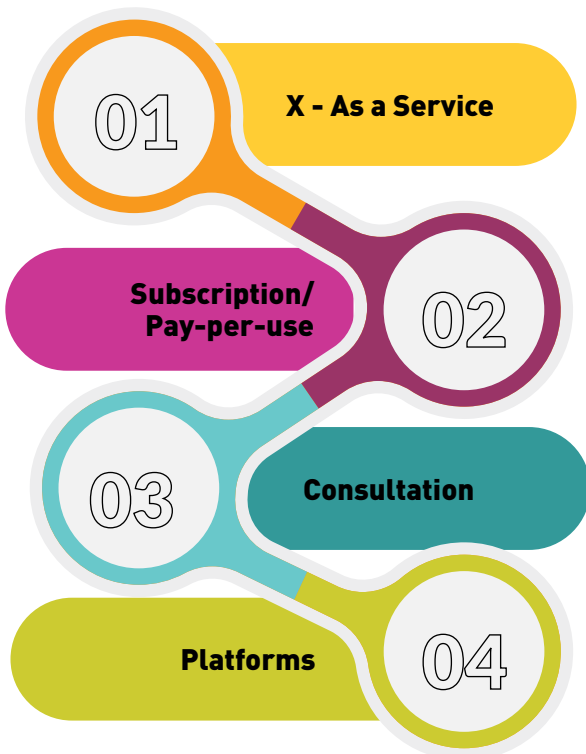 01
X - As a Service
Subscription/
Pay-per-use
02
03
Consultation
Platforms
04